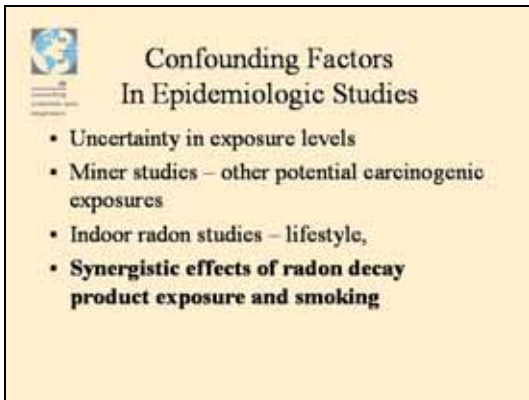 Confounding Factors
In Epidemiologic Studies
• Uncertainty in exposure levels
• Miner studies – other potential carcinogenic
exposures
• Indoor radon studies – lifestyle,
• Synergistic effects of radon decay
product exposure and smoking